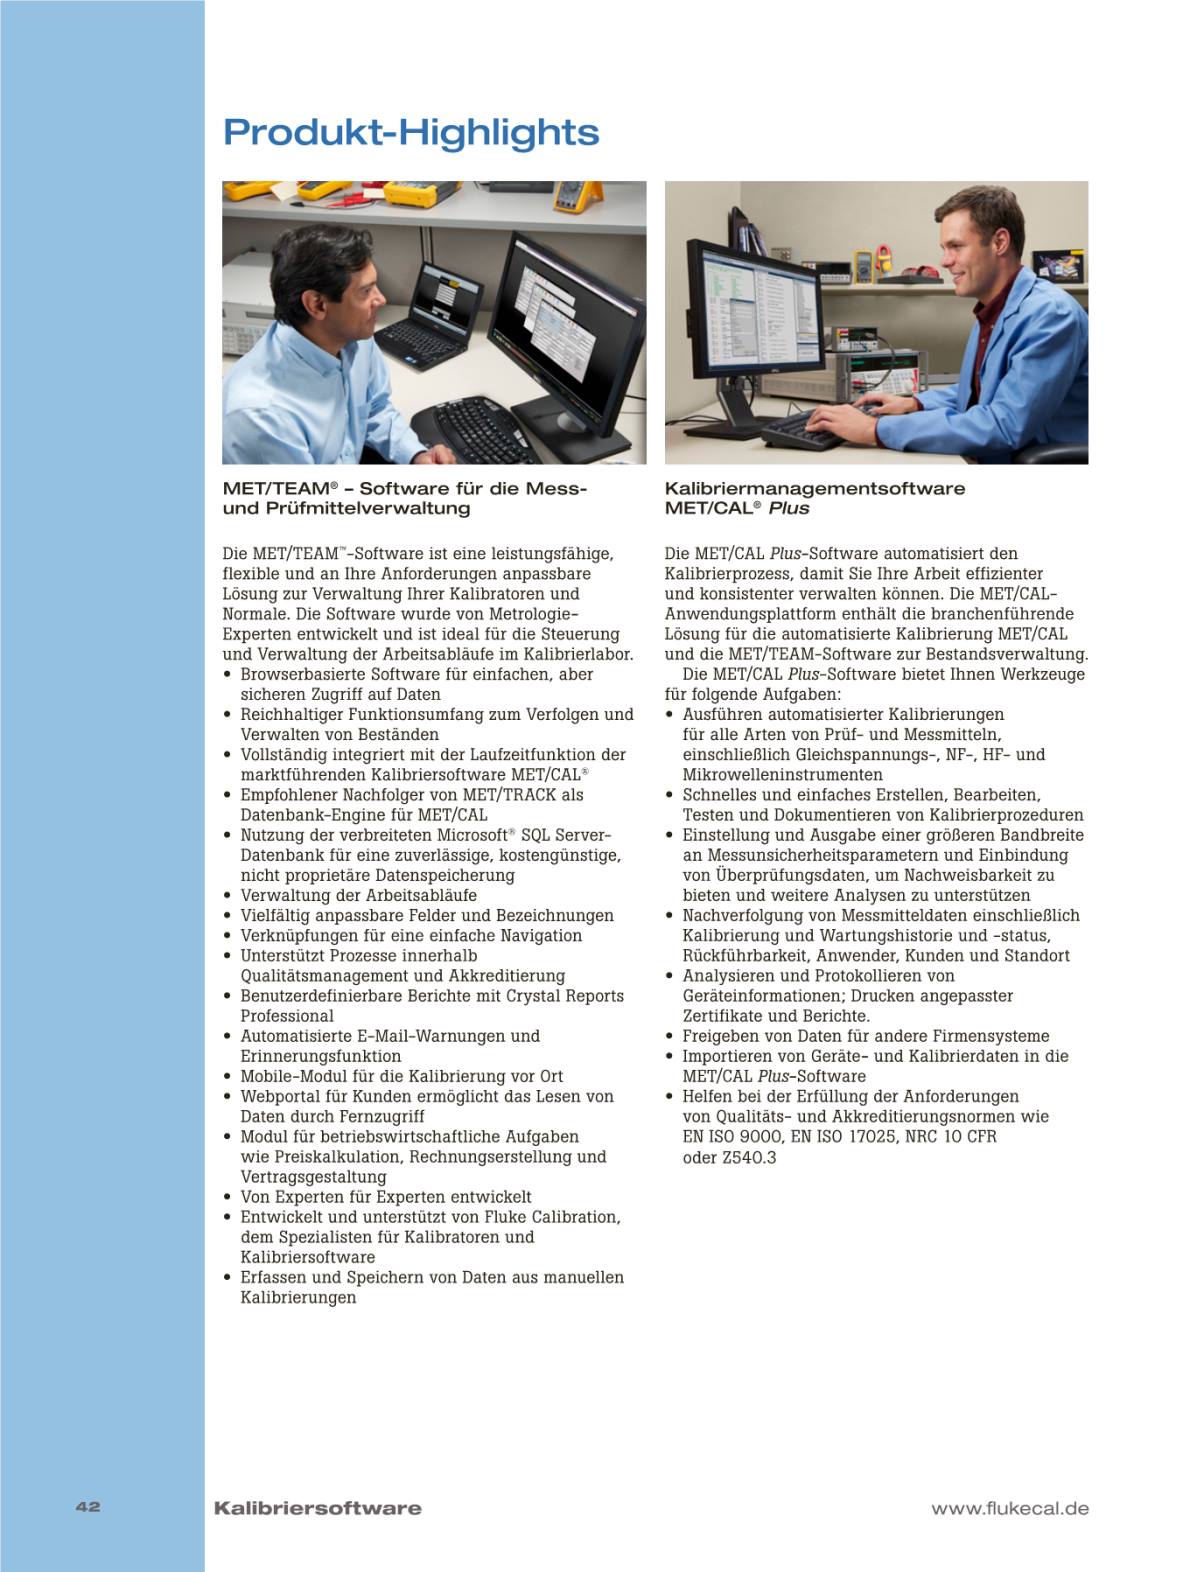 Produkt-Highlights
MET/TEAM® – Software für die Mess-
und Prüfmittelverwaltung
Die MET/TEAM™-Software ist eine leistungsfähige,
flexible und an Ihre Anforderungen anpassbare
Lösung zur Verwaltung Ihrer Kalibratoren und
Normale. Die Software wurde von Metrologie-
Experten entwickelt und ist ideal für die Steuerung
und Verwaltung der Arbeitsabläufe im Kalibrierlabor.
• Browserbasierte Software für einfachen, aber
sicheren Zugriff auf Daten
• Reichhaltiger Funktionsumfang zum Verfolgen und
Verwalten von Beständen
• Vollständig integriert mit der Laufzeitfunktion der
marktführenden Kalibriersoftware MET/CAL®
• Empfohlener Nachfolger von MET/TRACK als
Datenbank-Engine für MET/CAL
• Nutzung der verbreiteten Microsoft® SQL Server-
Datenbank für eine zuverlässige, kostengünstige,
nicht proprietäre Datenspeicherung
• Verwaltung der Arbeitsabläufe
• Vielfältig anpassbare Felder und Bezeichnungen
• Verknüpfungen für eine einfache Navigation
• Unterstützt Prozesse innerhalb
Qualitätsmanagement und Akkreditierung
• Benutzerdefinierbare Berichte mit Crystal Reports
Professional
• Automatisierte E-Mail-Warnungen und
Erinnerungsfunktion
• Mobile-Modul für die Kalibrierung vor Ort
• Webportal für Kunden ermöglicht das Lesen von
Daten durch Fernzugriff
• Modul für betriebswirtschaftliche Aufgaben
wie Preiskalkulation, Rechnungserstellung und
Vertragsgestaltung
• Von Experten für Experten entwickelt
• Entwickelt und unterstützt von Fluke Calibration,
dem Spezialisten für Kalibratoren und
Kalibriersoftware
• Erfassen und Speichern von Daten aus manuellen
Kalibrierungen
Kalibriermanagementsoftware
MET/CAL® Plus
Die MET/CAL Plus-Software automatisiert den
Kalibrierprozess, damit Sie Ihre Arbeit effizienter
und konsistenter verwalten können. Die MET/CAL-
Anwendungsplattform enthält die branchenführende
Lösung für die automatisierte Kalibrierung MET/CAL
und die MET/TEAM-Software zur Bestandsverwaltung.
Die MET/CAL Plus-Software bietet Ihnen Werkzeuge
für folgende Aufgaben:
• Ausführen automatisierter Kalibrierungen
für alle Arten von Prüf- und Messmitteln,
einschließlich Gleichspannungs-, NF-, HF- und
Mikrowelleninstrumenten
• Schnelles und einfaches Erstellen, Bearbeiten,
Testen und Dokumentieren von Kalibrierprozeduren
• Einstellung und Ausgabe einer größeren Bandbreite
an Messunsicherheitsparametern und Einbindung
von Überprüfungsdaten, um Nachweisbarkeit zu
bieten und weitere Analysen zu unterstützen
• Nachverfolgung von Messmitteldaten einschließlich
Kalibrierung und Wartungshistorie und -status,
Rückführbarkeit, Anwender, Kunden und Standort
• Analysieren und Protokollieren von
Geräteinformationen; Drucken angepasster
Zertifikate und Berichte.
• Freigeben von Daten für andere Firmensysteme
• Importieren von Geräte- und Kalibrierdaten in die
MET/CAL Plus-Software
• Helfen bei der Erfüllung der Anforderungen
von Qualitäts- und Akkreditierungsnormen wie
EN ISO 9000, EN ISO 17025, NRC 10 CFR
oder Z540.3
42
Kalibriersoftware
www.flukecal.de